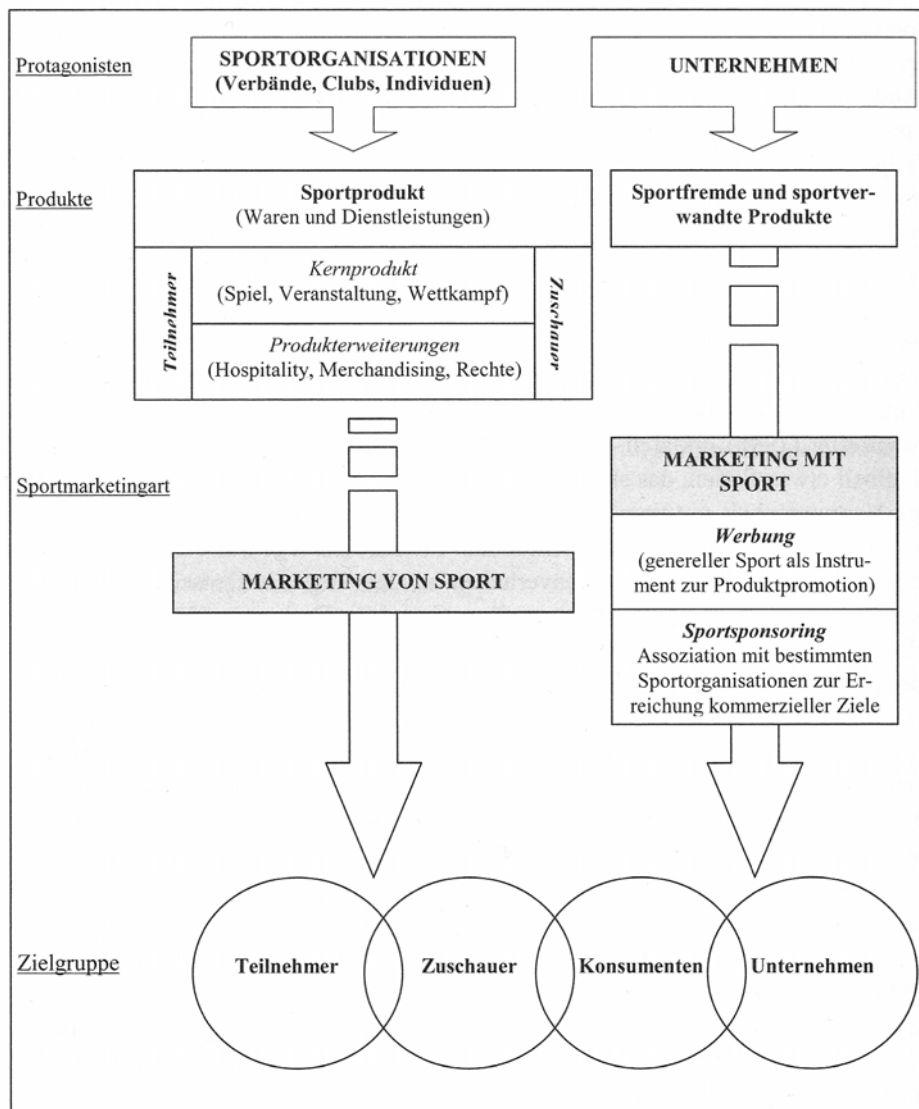 Protagonisten
SPORTORGANISATIONEN
(Verbände, Clubs, Individuen)
UNTERNEHMEN
Produkte
Sportprodukt
(Waren und Dienstleistungen)
Teilnehmer
Kernprodukt
(Spiel, Veranstaltung, Wettkampf)
Produkterweiterungen
(Hospitality, Merchandising, Rechte)
Zuschauer
Sportfremde und sportver-
wandte Produkte
Sportmarketingart
MARKETING VON SPORT
MARKETING MIT
SPORT
Werbung
(genereller Sport als Instru-
ment zur Produktpromotion)
Sportsponsoring
Assoziation mit bestimmten
Sportorganisationen zur Er-
reichung kommerzieller Ziele
Zielgruppe
Teilnehmer
Zuschauer
Konsumenten
Unternehmen